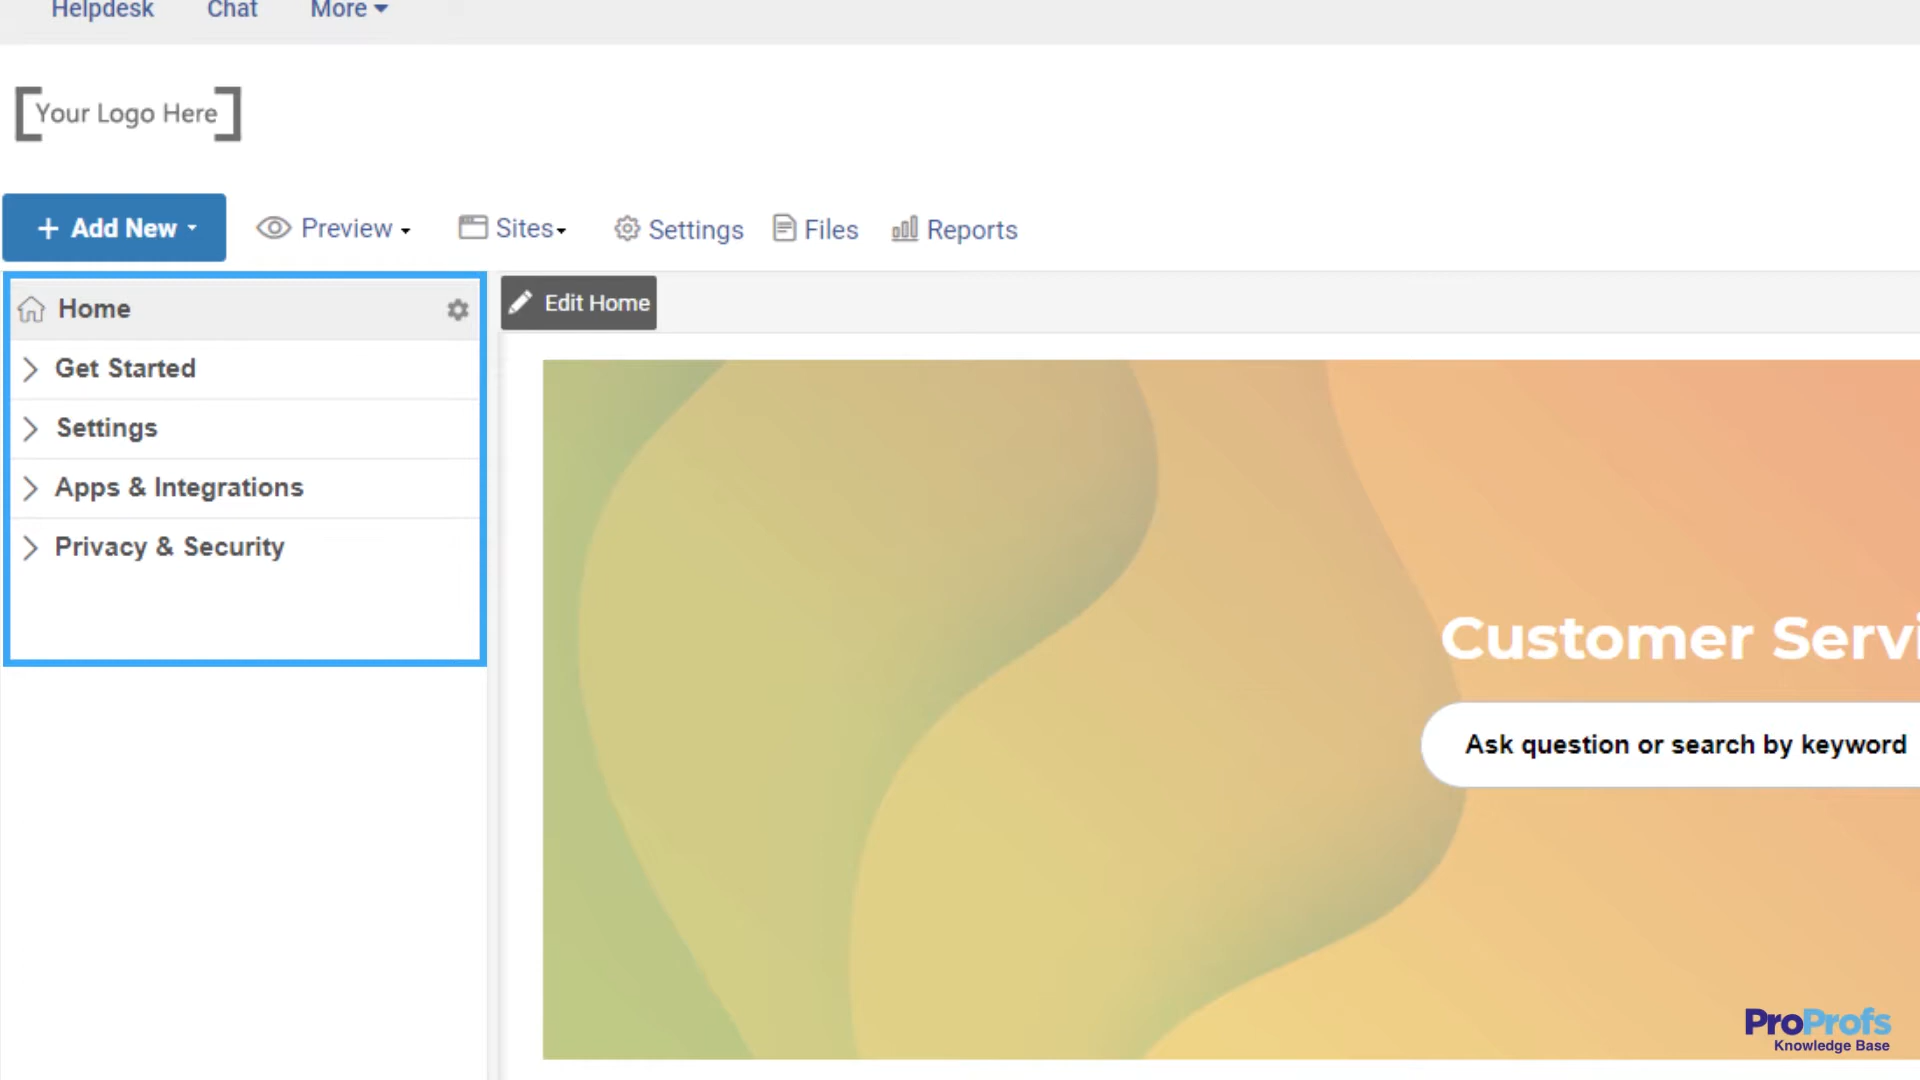 Helpdesk Chat More
Your Logo Here
+ Add New Preview Sites Settings Files Reports
Home
Edit Home
Get Started
Settings
Apps & Integrations
Privacy & Security
Customer Servi
Ask question or search by keyword
ProProfs
Knowledge Base